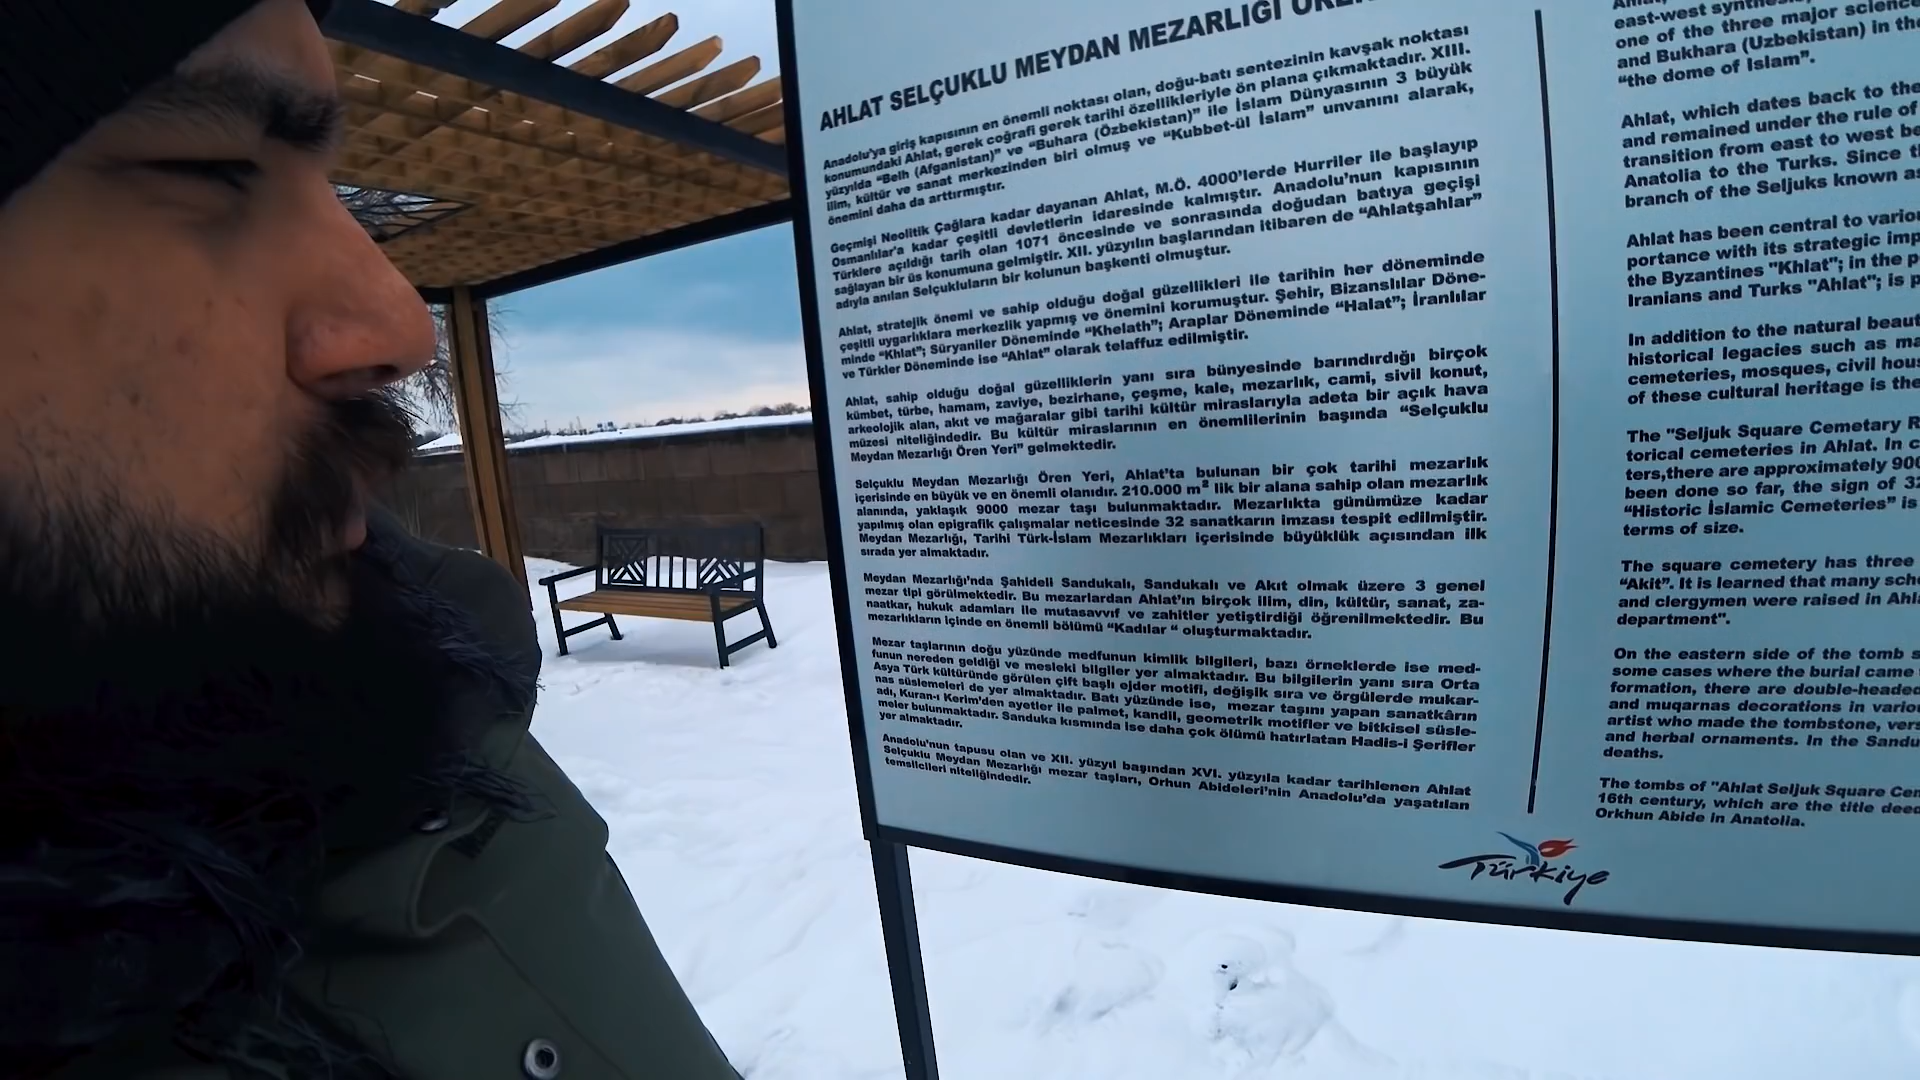 AHLAT SELÇUKLU MEYDAN MEZARLIĞI
Anadolu'ya giriş kapısının en önemli noktası olan, doğu-batı sentezinin kavşak noktası
konumundaki Ahlat, gerek coğrafi gerek tarihi özellikleriyle ön plana çıkmaktadır. XIII.
yüzyılda "Belh (Afganistan)" ve "Buhara (Özbekistan)" ile İslam Dünyasının 3 büyük
ilim, kültür ve sanat merkezinden biri olmuş ve "Kubbet-ül İslam" unvanını alarak,
önemini daha da arttırmıştır.
Geçmişi Neolitik Çağlara kadar dayanan Ahlat, M.Ö. 4000'lerde Hurriler ile başlayıp
Osmanlılar'a kadar çeşitli devletlerin idaresinde kalmıştır. Anadolu'nun kapısının
Türklere açıldığı tarih olan 1071 öncesinde ve sonrasında doğudan batıya geçişi
sağlayan bir üs konumuna gelmiştir. XII. yüzyılın başlarından itibaren de "Ahlatşahlar"
adıyla anılan Selçukluların bir kolunun başkenti olmuştur.
Ahlat, stratejik önemi ve sahip olduğu doğal güzellikleri ile tarihin her döneminde
çeşitli uygarlıklara merkezlik yapmış ve önemini korumuştur. Şehir, Bizanslılar Döne-
minde "Khlat"; Süryaniler Döneminde "Khelath"; Araplar Döneminde "Halat"; İranlılar
ve Türkler Döneminde ise "Ahlat" olarak telaffuz edilmiştir.
Ahlat, sahip olduğu doğal güzelliklerin yanı sıra bünyesinde barındırdığı birçok
kümbet, türbe, hamam, zaviye, bezirhane, çeşme, kale, mezarlık, cami, sivil konut,
arkeolojik alan, akıt ve mağaralar gibi tarihi kültür miraslarıyla adeta bir açık hava
müzesi niteliğindedir. Bu kültür miraslarının en önemlilerinin başında "Selçuklu
Meydan Mezarlığı Ören Yeri" gelmektedir.
Selçuklu Meydan Mezarlığı Ören Yeri, Ahlat'ta bulunan bir çok tarihi mezarlık
içerisinde en büyük ve en önemli olanıdır. 210.000 m² lik bir alana sahip olan mezarlık
alanında, yaklaşık 9000 mezar taşı bulunmaktadır. Mezarlıkta günümüze kadar
yapılmış olan epigrafik çalışmalar neticesinde 32 sanatkarın imzası tespit edilmiştir.
Meydan Mezarlığı, Tarihi Türk-İslam Mezarlıkları içerisinde büyüklük açısından ilk
sırada yer almaktadır.
Meydan Mezarlığı'nda Şahideli Sandukalı, Sandukalı ve Akıt olmak üzere 3 genel
mezar tipi görülmektedir. Bu mezarlardan Ahlat'ın birçok ilim, din, kültür, sanat, za-
naatkar, hukuk adamları ile mutasavvıf ve zahitler yetiştirdiği öğrenilmektedir. Bu
mezarlıkların içinde en önemli bölümü "Kadılar " oluşturmaktadır.
Mezar taşlarının doğu yüzünde medfunun kimlik bilgileri, bazı örneklerde ise med-
funun nereden geldiği ve mesleki bilgiler yer almaktadır. Bu bilgilerin yanı sıra Orta
Asya Türk kültüründe görülen çift başlı ejder motifi, değişik sıra ve örgülerde mukar-
nas süslemeleri de yer almaktadır. Batı yüzünde ise, mezar taşını yapan sanatkârın
adı, Kuran-ı Kerim'den ayetler ile palmet, kandil, geometrik motifler ve bitkisel süsle-
meler bulunmaktadır. Sanduka kısmında ise daha çok ölümü hatırlatan Hadis-i Şerifler
yer almaktadır.
Anadolu'nun tapusu olan ve XII. yüzyıl başından XVI. yüzyıla kadar tarihlenen Ahlat
Selçuklu Meydan Mezarlığı mezar taşları, Orhun Abideleri'nin Anadolu'da yaşatılan
temsilcileri niteliğindedir.
east-west
one of the three major science
and Bukhara (Uzbekistan) in the
"the dome of Islam".
Ahlat, which dates back to the
and remained under the rule of
transition from east to west
Anatolia to the Turks. Since
branch of the Seljuks known as
Ahlat has been central to
portance with its strategic
the Byzantines "Khlat"; in the
Iranians and Turks "Ahlat"; is
In addition to the natural
historical legacies such as
cemeteries, mosques, civil
of these cultural heritage is the
The "Seljuk Square Cemetary
torical cemeteries in Ahlat. In
ters,there are approximately
been done so far, the sign of
"Historic İslamic Cemeteries" is
terms of size.
The square cemetery has three
"Akit". It is learned that many
and clergymen were raised in
department".
On the eastern side of the tomb
some cases where the burial came
formation, there are double-headed
and muqarnas decorations in
artist who made the tombstone,
and herbal ornaments. In the
deaths.
The tombs of "Ahlat Seljuk Square
16th century, which are the title
Orkhun Abide in Anatolia.
Türkiye